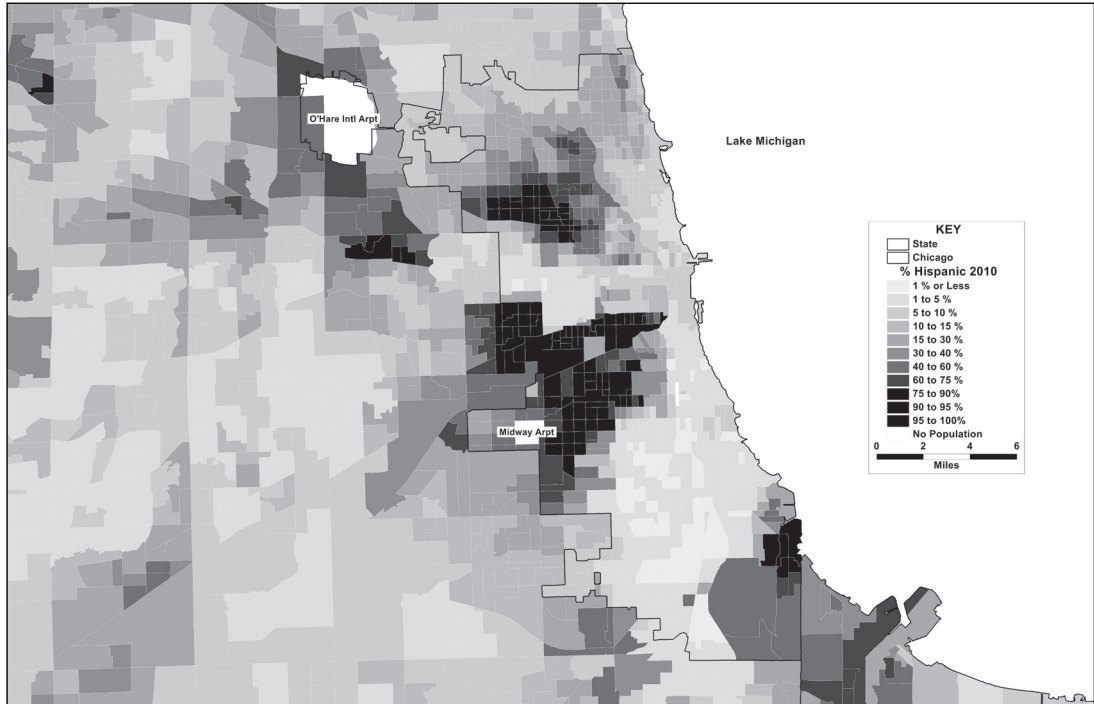 O'Hare Intl Arpt
Lake Michigan
KEY
State
Chicago
% Hispanic 2010
1 % or Less
1 to 5 %
5 to 10 %
10 to 15 %
15 to 30 %
30 to 40 %
40 to 60 %
60 to 75 %
75 to 90%
90 to 95 %
95 to 100%
No Population
0 2 4 6
Miles
Midway Arpt